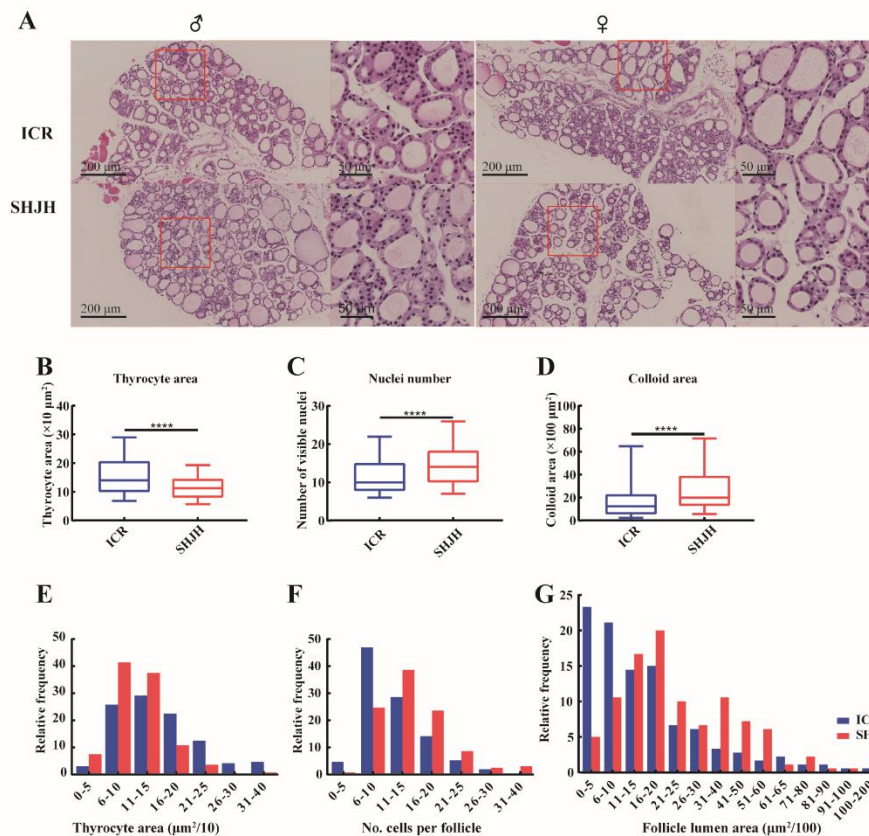 A
♂
♀
ICR
200 μm
50 μm
200 μm
50 μm
SHJH
200 μm
50 μm
200 μm
50 μm
B
Thyrocyte area
Thyrocyte area (×10 μm²)
40
30
20
10
0
****
ICR
SHJH
C
Nuclei number
Number of visible nuclei
30
20
10
0
****
ICR
SHJH
D
Colloid area
Colloid area (×100 μm²)
100
80
60
40
20
0
****
ICR
SHJH
E
Relative frequency
50
40
30
20
10
0
0-5
6-10
11-15
16-20
21-25
26-30
31-40
Thyrocyte area (μm²/10)
F
Relative frequency
50
40
30
20
10
0
0-5
6-10
11-15
16-20
21-25
26-30
31-40
No. cells per follicle
G
Relative frequency
25
20
15
10
5
0
0-5
6-10
11-15
16-20
21-25
26-30
31-40
41-50
51-60
61-65
71-80
81-90
91-100
100-200
Follicle lumen area (μm²/100)
IC
SH